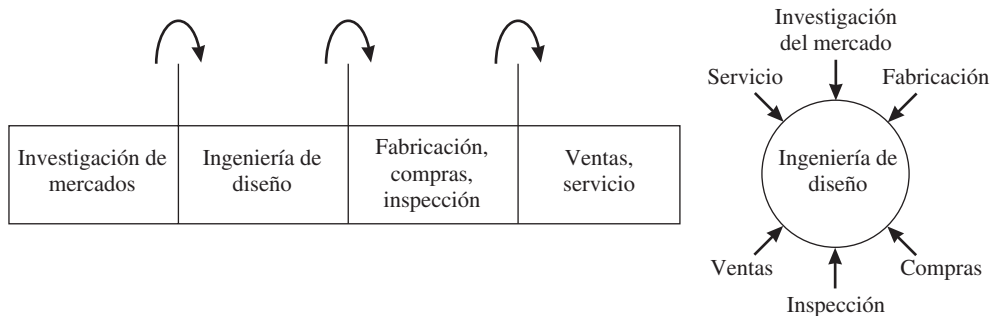 Investigación de
mercados
Ingeniería de
diseño
Fabricación,
compras,
inspección
Ventas,
servicio
Investigación
del mercado
Servicio
Fabricación
Ingeniería de
diseño
Ventas
Compras
Inspección